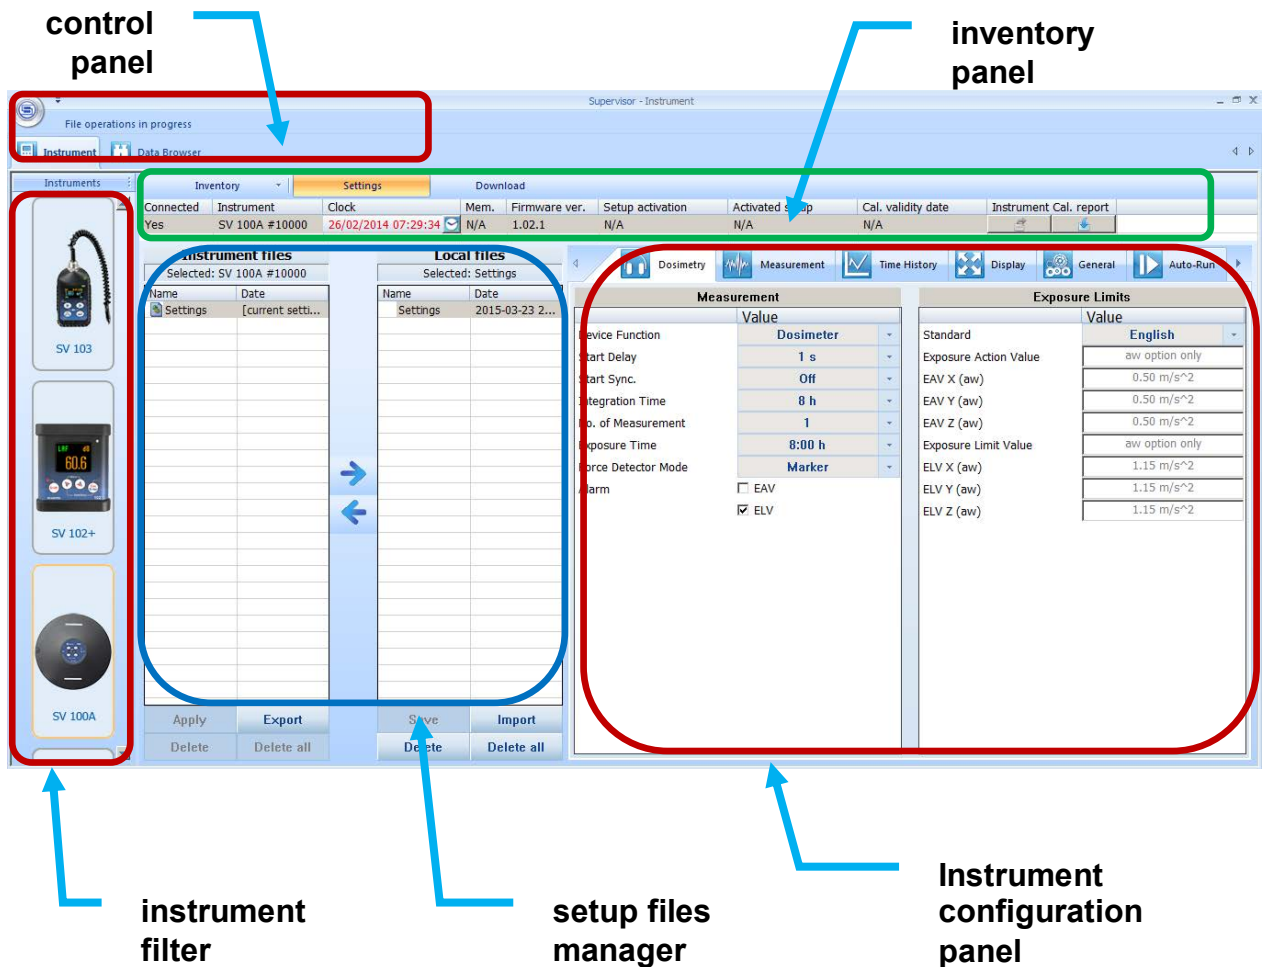 control
panel
inventory
panel
Supervisor - Instrument
File operations in progress
Instrument
Data Browser
Instruments
Inventory Settings Download
Connected Instrument Clock Mem. Firmware ver. Setup activation Activated setup Cal. validity date Instrument Cal. report
Yes SV 100A #10000 26/02/2014 07:29:34 N/A 1.02.1 N/A N/A N/A
Instrument files
Selected: SV 100A #10000
Name Date
Settings [current setti...
Local files
Selected: Settings
Name Date
Settings 2015-03-23 2...
Dosimetry Measurement Time History Display General Auto-Run
Measurement
Value
Device Function Dosimeter
Start Delay 1 s
Start Sync. Off
Integration Time 8 h
No. of Measurement 1
Exposure Time 8:00 h
Force Detector Mode Marker
Alarm EAV
ELV
Exposure Limits
Value
Standard English
Exposure Action Value aw option only
EAV X (aw) 0.50 m/s^2
EAV Y (aw) 0.50 m/s^2
EAV Z (aw) 0.50 m/s^2
Exposure Limit Value aw option only
ELV X (aw) 1.15 m/s^2
ELV Y (aw) 1.15 m/s^2
ELV Z (aw) 1.15 m/s^2
SV 103
60.6
SV 102+
SV 100A
Apply Export
Delete Delete all
Save Import
Delete Delete all
instrument
filter
setup files
manager
Instrument
configuration
panel